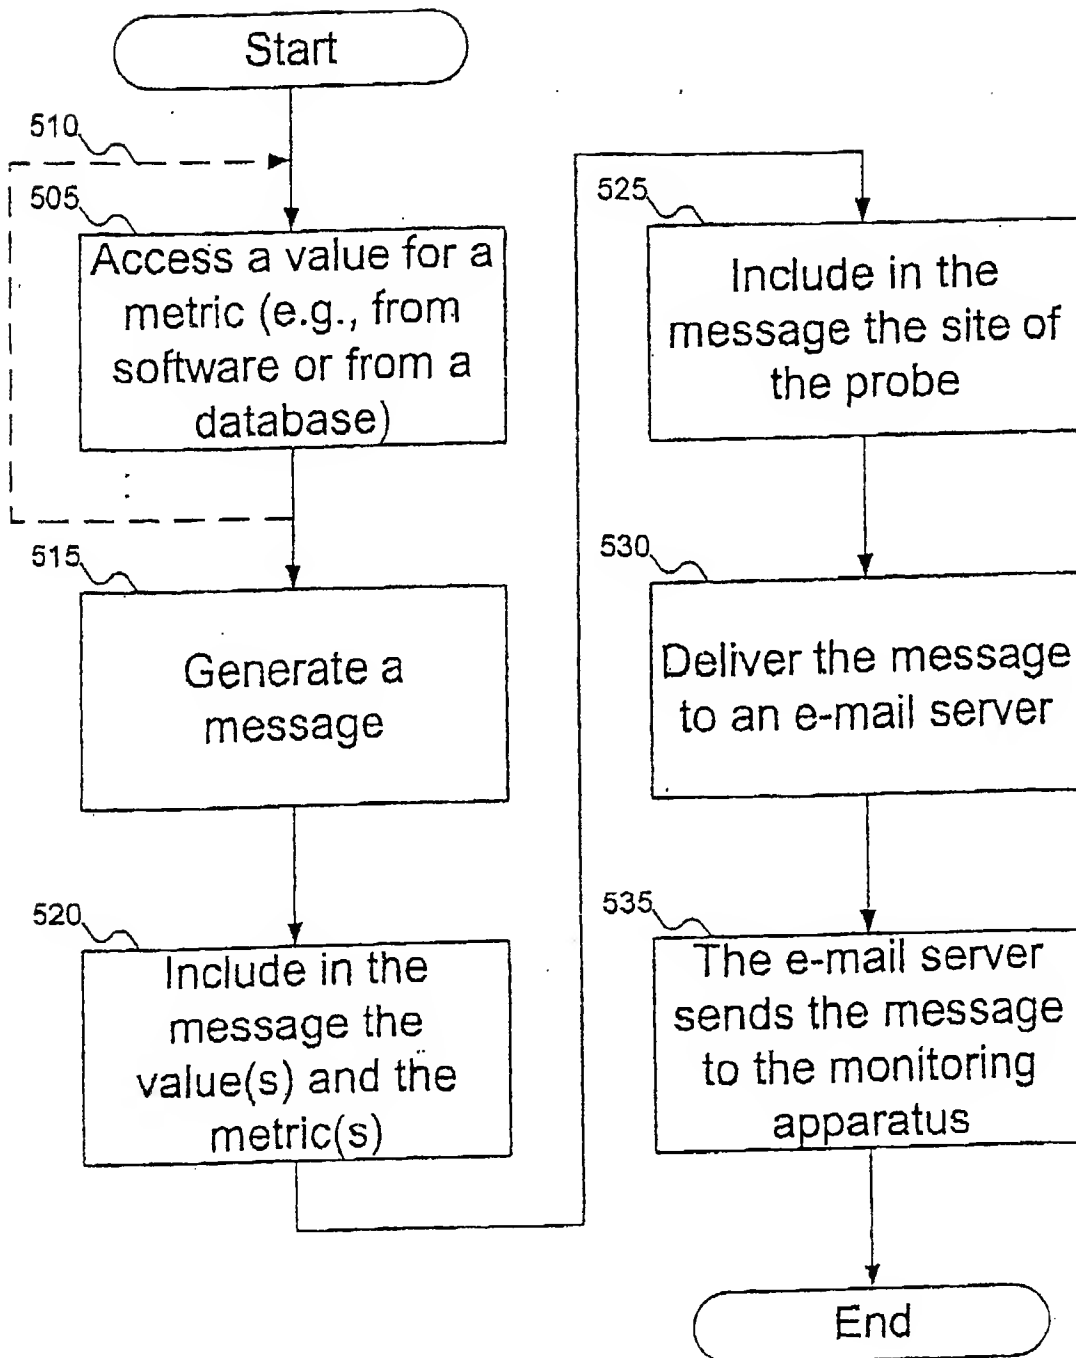 Start
510
505
Access a value for a
metric (e.g., from
software or from a
database)
515
Generate a
message
520
Include in the
message the
value(s) and the
metric(s)
525
Include in the
message the site of
the probe
530
Deliver the message
to an e-mail server
535
The e-mail server
sends the message
to the monitoring
apparatus
End